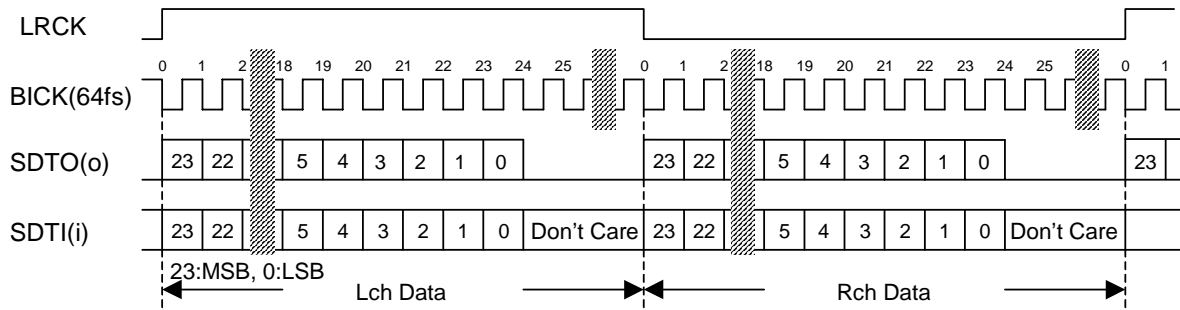 LRCK
0 1 2 18 19 20 21 22 23 24 25 0 1 2 18 19 20 21 22 23 24 25 0 1
BICK(64fs)
SDTO(o) 23 22 5 4 3 2 1 0 23 22 5 4 3 2 1 0 23
SDTI(i) 23 22 5 4 3 2 1 0 Don't Care 23 22 5 4 3 2 1 0 Don't Care
23:MSB, 0:LSB
Lch Data Rch Data